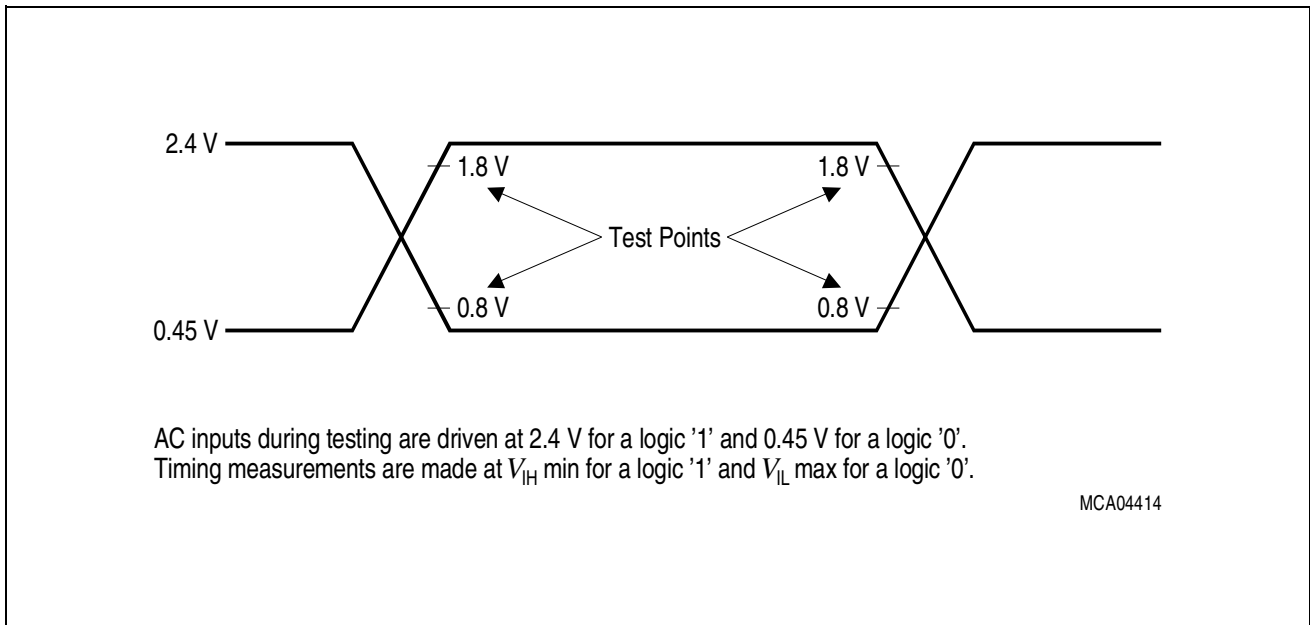 2.4 V
1.8 V
1.8 V
Test Points
0.8 V
0.8 V
0.45 V
AC inputs during testing are driven at 2.4 V for a logic ’1’ and 0.45 V for a logic ’0’.
Timing measurements are made at VIH min for a logic ’1’ and VIL max for a logic ’0’.
MCA04414